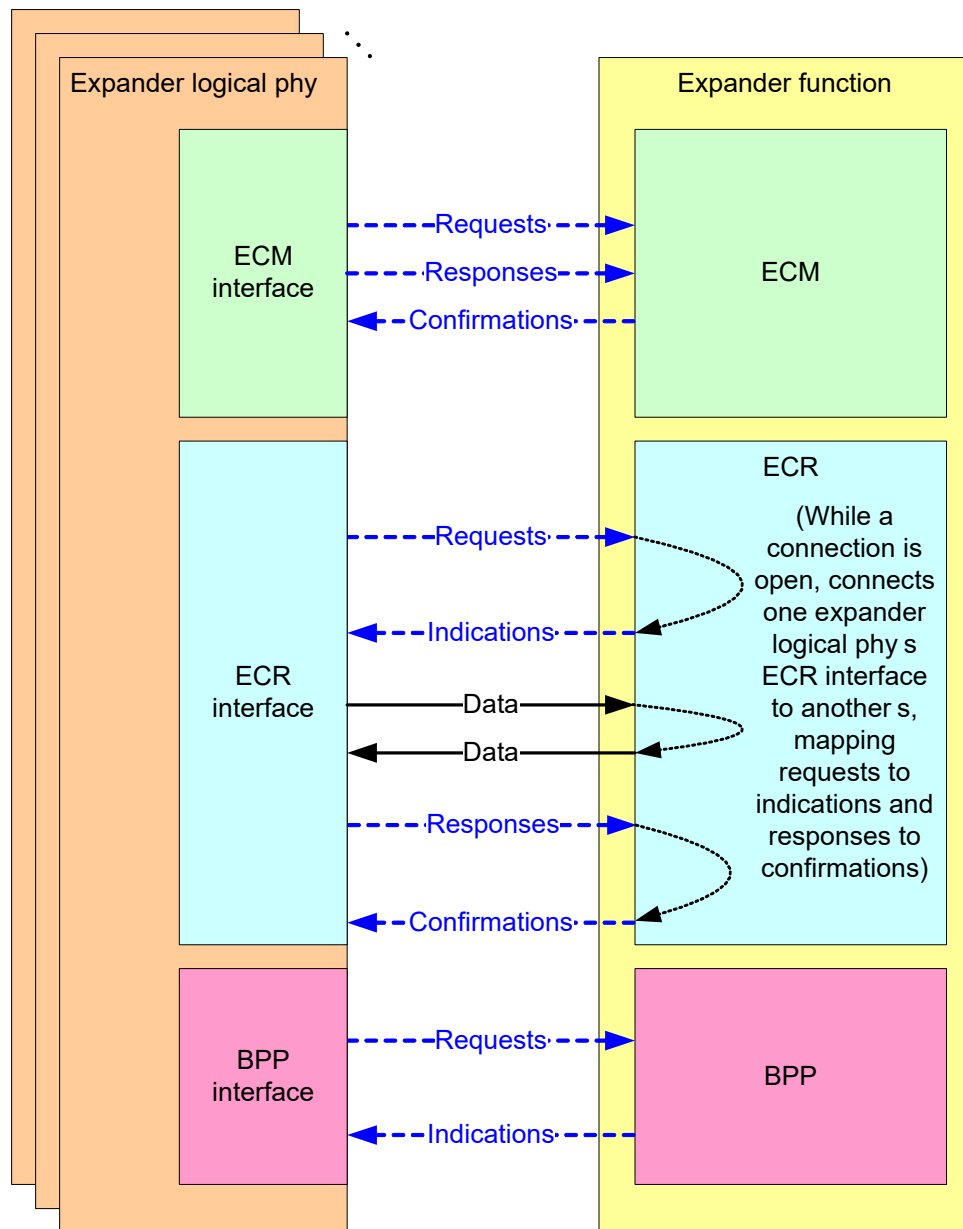 Expander logical phy
Expander function
ECM
interface
Requests
Responses
Confirmations
ECM
ECR
interface
Requests
Indications
Data
Data
Responses
Confirmations
ECR
(While a
connection is
open, connects
one expander
logical phy s
ECR interface
to another s,
mapping
requests to
indications and
responses to
confirmations)
BPP
interface
Requests
Indications
BPP